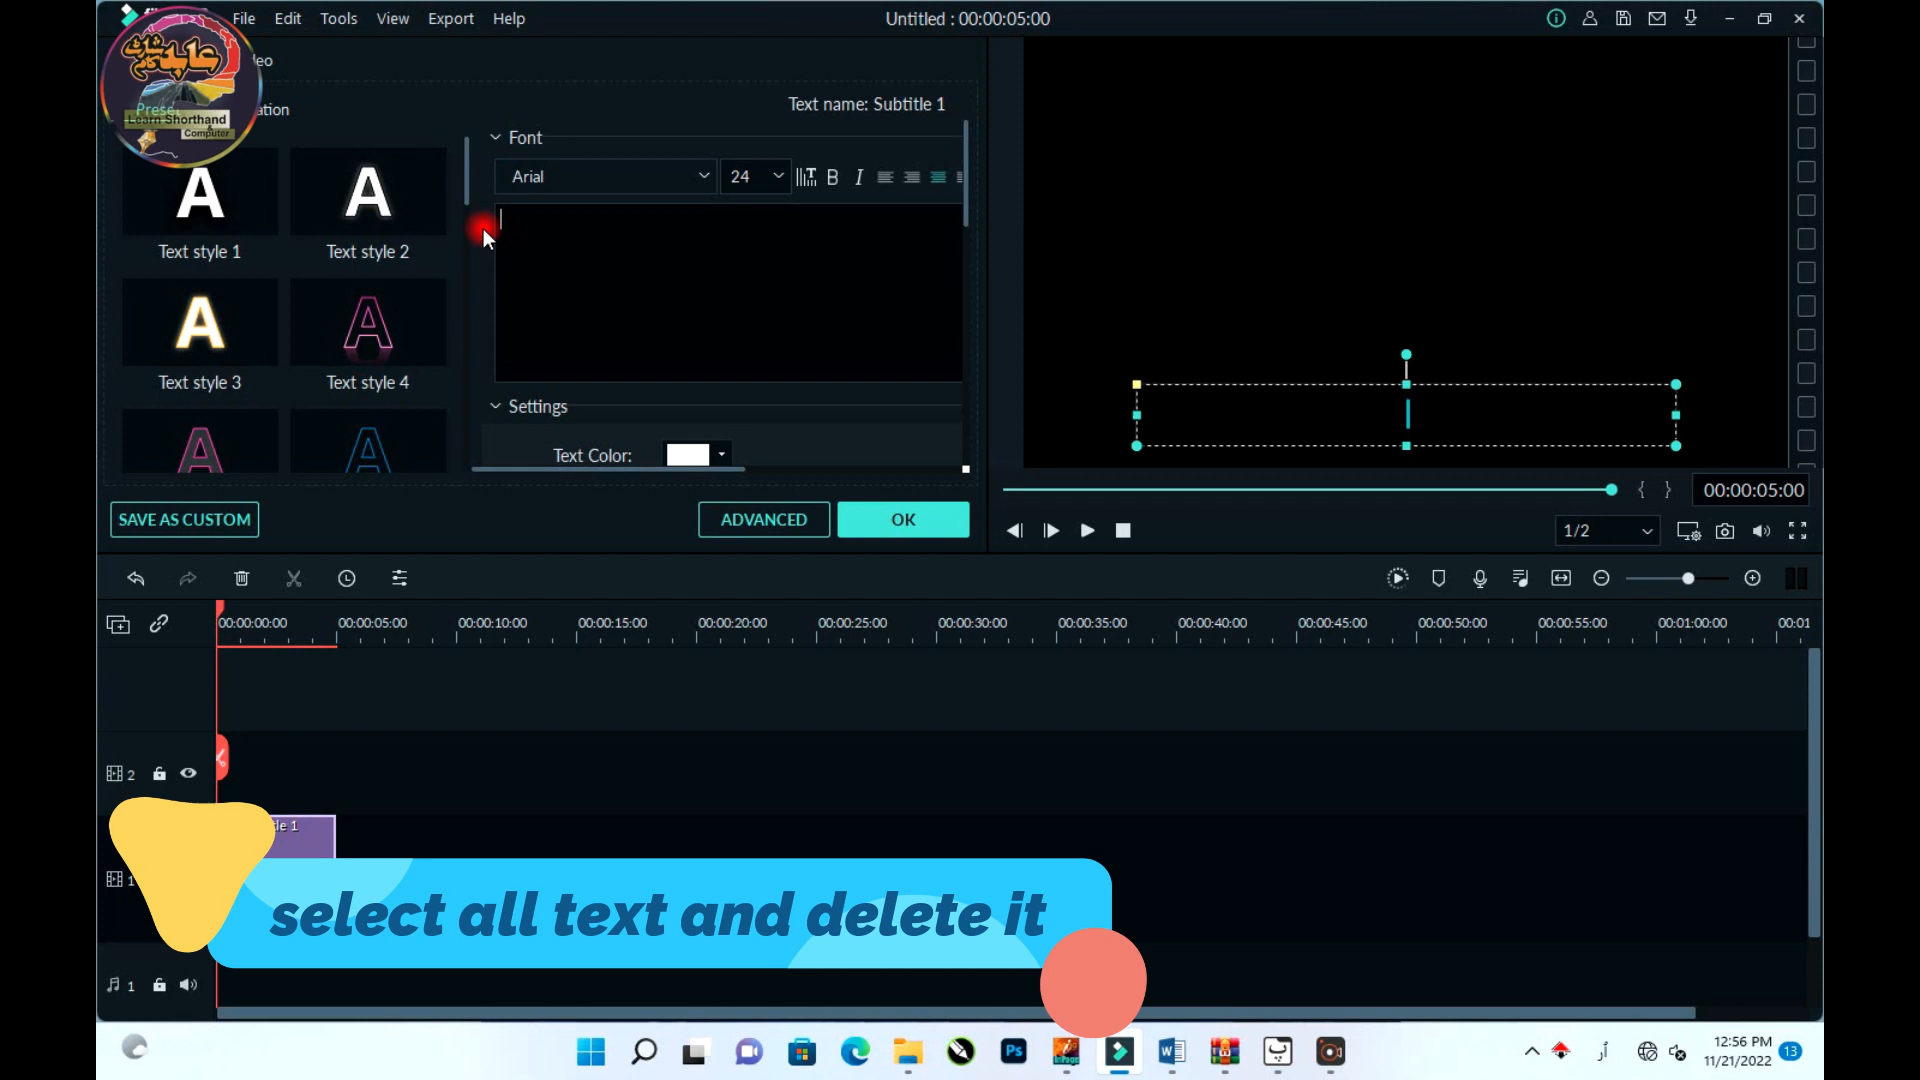 File Edit Tools View Export Help
Untitled : 00:00:05:00
عابد شارٹ کام
Learn Shorthand
Computer
Text name: Subtitle 1
Font
Arial
24
B I
A
Text style 1
A
Text style 2
A
Text style 3
A
Text style 4
A
A
Settings
Text Color:
SAVE AS CUSTOM
ADVANCED
OK
{ }
00:00:05:00
1/2
00:00:00:00 00:00:05:00 00:00:10:00 00:00:15:00 00:00:20:00 00:00:25:00 00:00:30:00 00:00:35:00 00:00:40:00 00:00:45:00 00:00:50:00 00:00:55:00 00:01:00:00 00:01
2
1
select all text and delete it
1
Ps
InPage
12:56 PM
11/21/2022
13